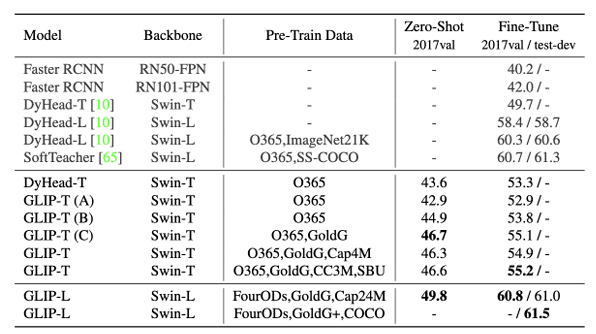 Model Backbone Pre-Train Data Zero-Shot Fine-Tune
2017val 2017val / test-dev
Faster RCNN RN50-FPN - - 40.2 / -
Faster RCNN RN101-FPN - - 42.0 / -
DyHead-T [10] Swin-T - - 49.7 / -
DyHead-L [10] Swin-L - - 58.4 / 58.7
DyHead-L [10] Swin-L O365,ImageNet21K - 60.3 / 60.6
SoftTeacher [65] Swin-L O365,SS-COCO - 60.7 / 61.3
DyHead-T Swin-T O365 43.6 53.3 / -
GLIP-T (A) Swin-T O365 42.9 52.9 / -
GLIP-T (B) Swin-T O365 44.9 53.8 / -
GLIP-T (C) Swin-T O365,GoldG 46.7 55.1 / -
GLIP-T Swin-T O365,GoldG,Cap4M 46.3 54.9 / -
GLIP-T Swin-T O365,GoldG,CC3M,SBU 46.6 55.2 / -
GLIP-L Swin-L FourODs,GoldG,Cap24M 49.8 60.8 / 61.0
GLIP-L Swin-L FourODs,GoldG+,COCO - - / 61.5